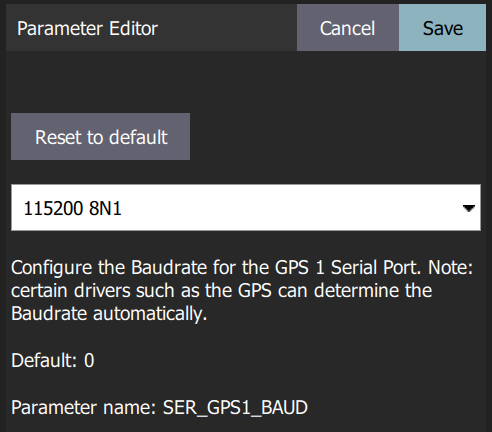 Parameter Editor
Cancel
Save
Reset to default
115200 8N1
Configure the Baudrate for the GPS 1 Serial Port. Note:
certain drivers such as the GPS can determine the
Baudrate automatically.
Default: 0
Parameter name: SER_GPS1_BAUD